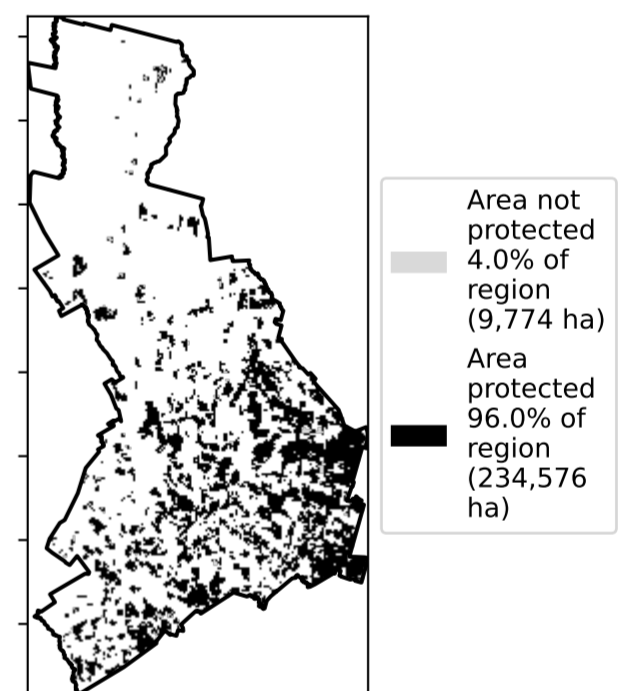 Area not
protected
4.0% of
region
(9,774 ha)
Area
protected
96.0% of
region
(234,576
ha)